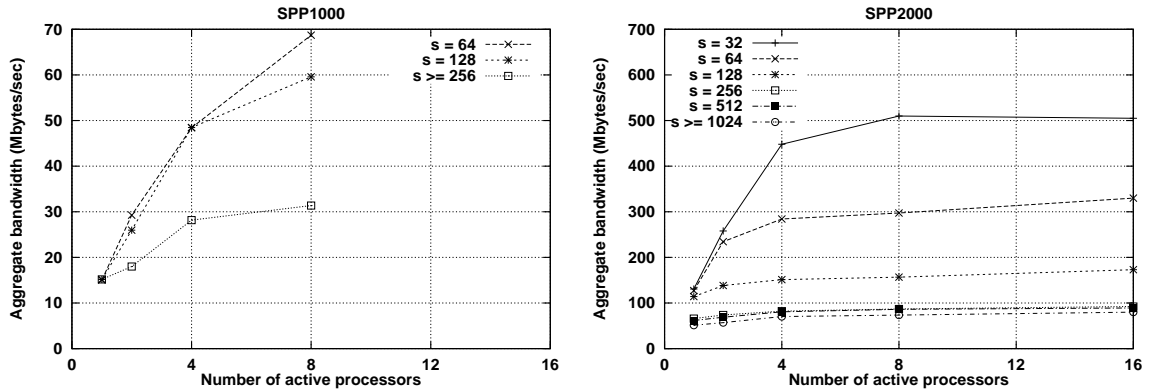 SPP1000
Aggregate bandwidth (Mbytes/sec)
70
60
50
40
30
20
10
0
0 4 8 12 16
Number of active processors
s = 64
s = 128
s >= 256
SPP2000
Aggregate bandwidth (Mbytes/sec)
700
600
500
400
300
200
100
0
0 4 8 12 16
Number of active processors
s = 32
s = 64
s = 128
s = 256
s = 512
s >= 1024